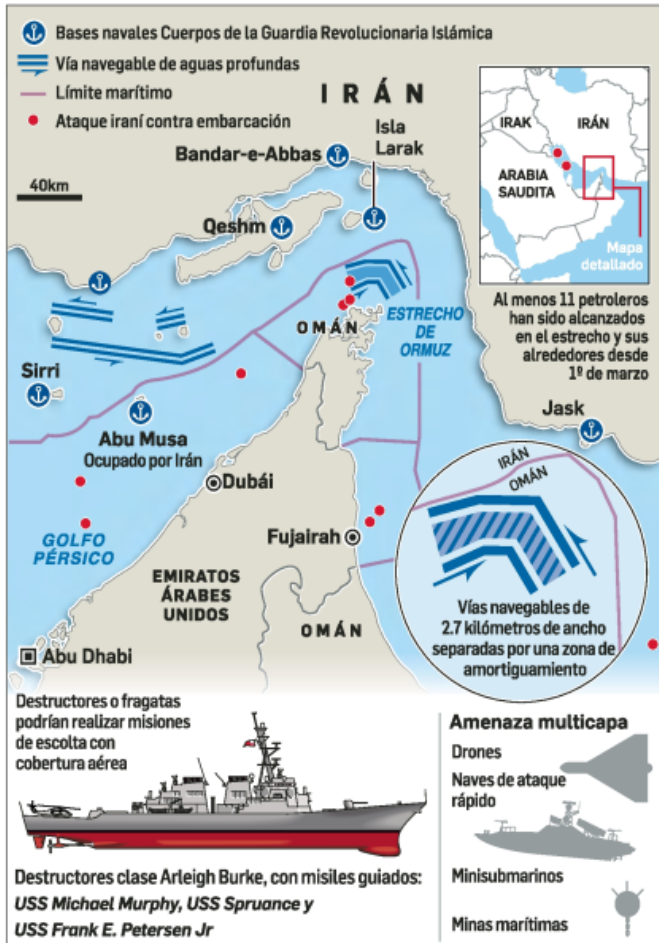 Bases navales Cuerpos de la Guardia Revolucionaria Islámica
Vía navegable de aguas profundas
Límite marítimo
Ataque iraní contra embarcación
40km
IRÁN
Isla
Larak
Bandar-e-Abbas
Qeshm
IRAK
IRÁN
ARABIA
SAUDITA
Mapa
detallado
Al menos 11 petroleros
han sido alcanzados
en el estrecho y sus
alrededores desde
1º de marzo
OMÁN
ESTRECHO
DE
ORMUZ
Sirri
Abu Musa
Ocupado por Irán
Jask
Dubái
GOLFO
PÉRSICO
Fujairah
EMIRATOS
ÁRABES
UNIDOS
OMÁN
Abu Dhabi
IRÁN
OMÁN
Vías navegables de
2.7 kilómetros de ancho
separadas por una zona de
amortiguamiento
Destructores o fragatas
podrían realizar misiones
de escolta con
cobertura aérea
Destructores clase Arleigh Burke, con misiles guiados:
USS Michael Murphy, USS Spruance y
USS Frank E. Petersen Jr
Amenaza multicapa
Drones
Naves de ataque
rápido
Minisubmarinos
Minas marítimas